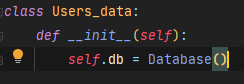 class Users_data:
def __init__(self):
self.db = Database()